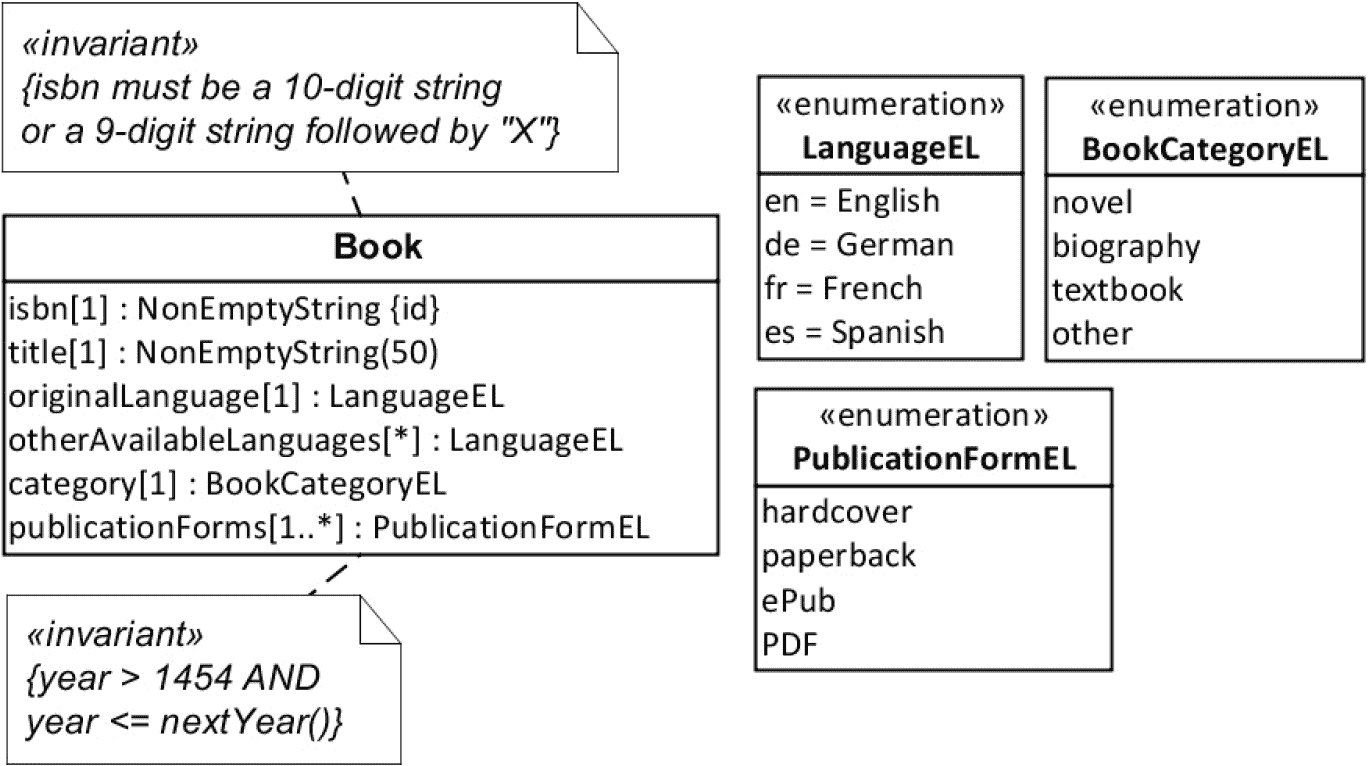 «invariant»
{isbn must be a 10-digit string
or a 9-digit string followed by "X"}
Book
isbn[1] : NonEmptyString {id}
title[1] : NonEmptyString(50)
originalLanguage[1] : LanguageEL
otherAvailableLanguages[*] : LanguageEL
category[1] : BookCategoryEL
publicationForms[1..*] : PublicationFormEL
«invariant»
{year > 1454 AND
year <= nextYear()}
«enumeration»
LanguageEL
en = English
de = German
fr = French
es = Spanish
«enumeration»
BookCategoryEL
novel
biography
textbook
other
«enumeration»
PublicationFormEL
hardcover
paperback
ePub
PDF